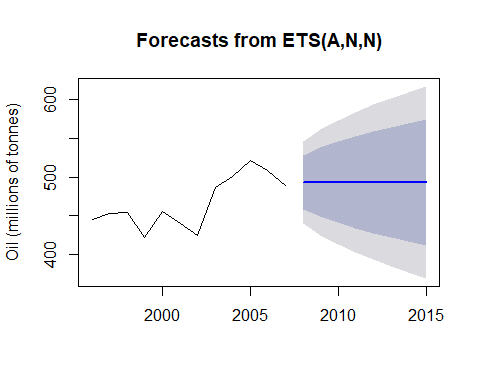 Forecasts from ETS(A,N,N)
Oil (millions of tonnes)
600
500
400
2000 2005 2010 2015